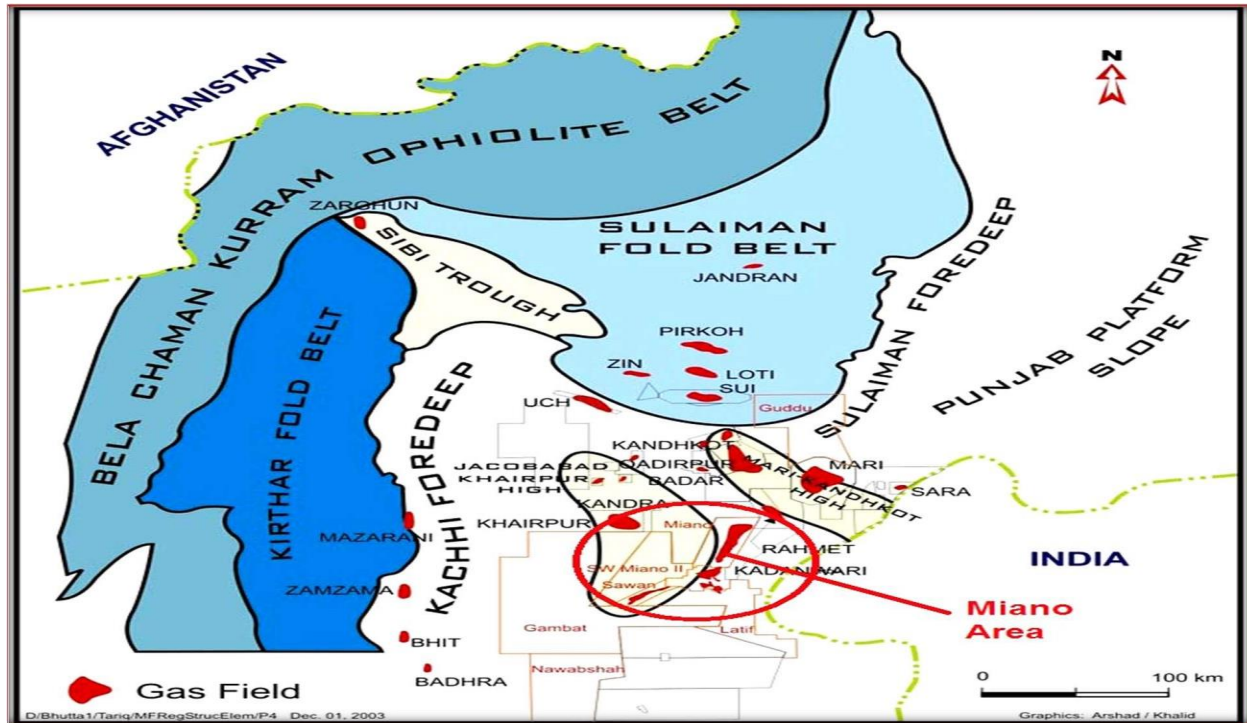 N
AFGHANISTAN
BELA CHAMAN KURRAM OPHIOLITE BELT
ZARGHUN
SIBI TROUGH
SULAIMAN
FOLD BELT
JANDRAN
SULAIMAN FOREDEEP
PUNJAB PLATFORM
SLOPE
KIRTHAR FOLD BELT
KACHHI FOREDEEP
PIRKOH
ZIN
LOTI
SUI
UCH
Guddu
KANDHKOT
QADIRPUR
BADAR
JACOBABAD
KHAIRPUR
HIGH
MARI-KANDHKOT
HIGH
MARI
SARA
KANDRA
KHAIRPUR
Miano
MAZARANI
RAHMET
SW Miano II
KADANWARI
Sawan
INDIA
ZAMZAMA
Miano
Area
Gambat
Latif
BHIT
Nawabshah
BADHRA
0
100 km
Gas Field
D/Bhutta1/Tariq/MFRegStrucElem/P4 Dec. 01, 2003
Graphics: Arshad / Khalid